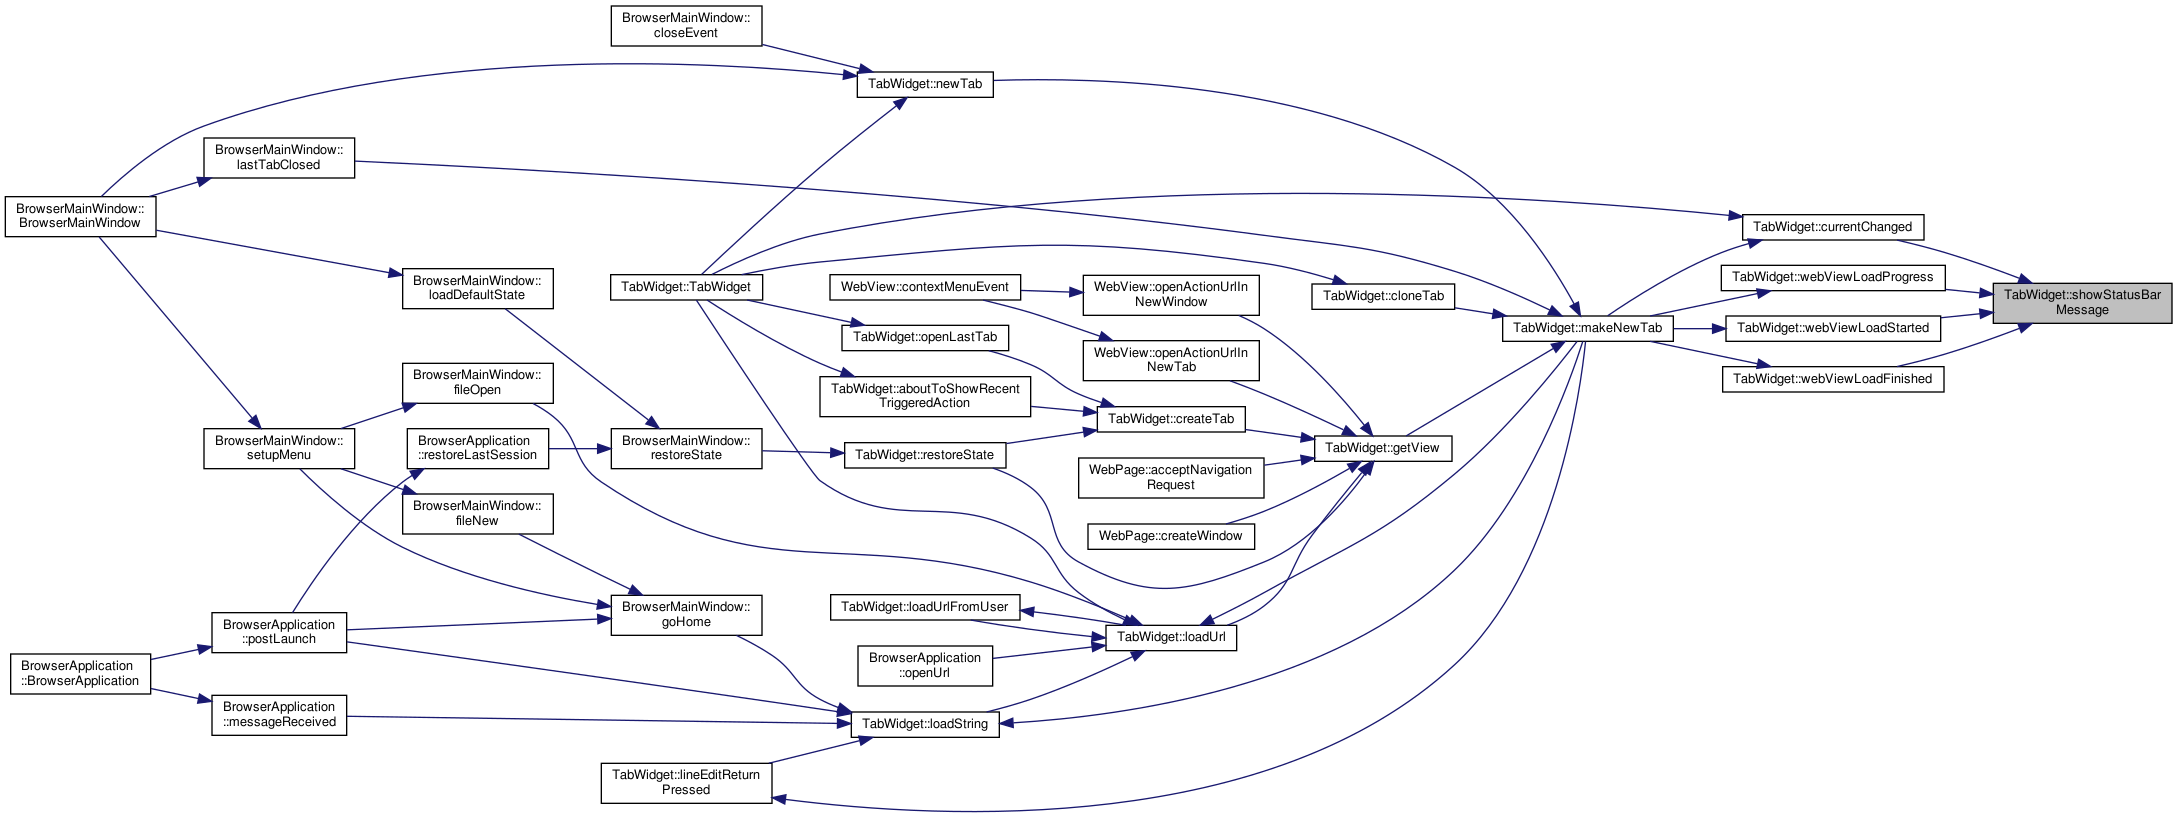 BrowserMainWindow::
closeEvent
TabWidget::newTab
BrowserMainWindow::
lastTabClosed
BrowserMainWindow::
BrowserMainWindow
TabWidget::currentChanged
BrowserMainWindow::
loadDefaultState
TabWidget::TabWidget
WebView::contextMenuEvent
WebView::openActionUrlIn
NewWindow
TabWidget::cloneTab
TabWidget::webViewLoadProgress
TabWidget::showStatusBar
Message
TabWidget::openLastTab
TabWidget::makeNewTab
TabWidget::webViewLoadStarted
WebView::openActionUrlIn
NewTab
BrowserMainWindow::
fileOpen
TabWidget::aboutToShowRecent
TriggeredAction
TabWidget::webViewLoadFinished
TabWidget::createTab
BrowserMainWindow::
setupMenu
BrowserApplication
::restoreLastSession
BrowserMainWindow::
restoreState
TabWidget::restoreState
TabWidget::getView
WebPage::acceptNavigation
Request
BrowserMainWindow::
fileNew
WebPage::createWindow
BrowserApplication
::postLaunch
BrowserMainWindow::
goHome
TabWidget::loadUrlFromUser
TabWidget::loadUrl
BrowserApplication
::BrowserApplication
BrowserApplication
::openUrl
BrowserApplication
::messageReceived
TabWidget::loadString
TabWidget::lineEditReturn
Pressed